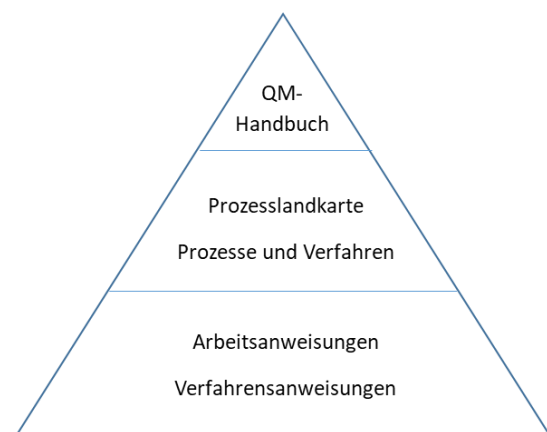 QM-
Handbuch
Prozesslandkarte
Prozesse und Verfahren
Arbeitsanweisungen
Verfahrensanweisungen